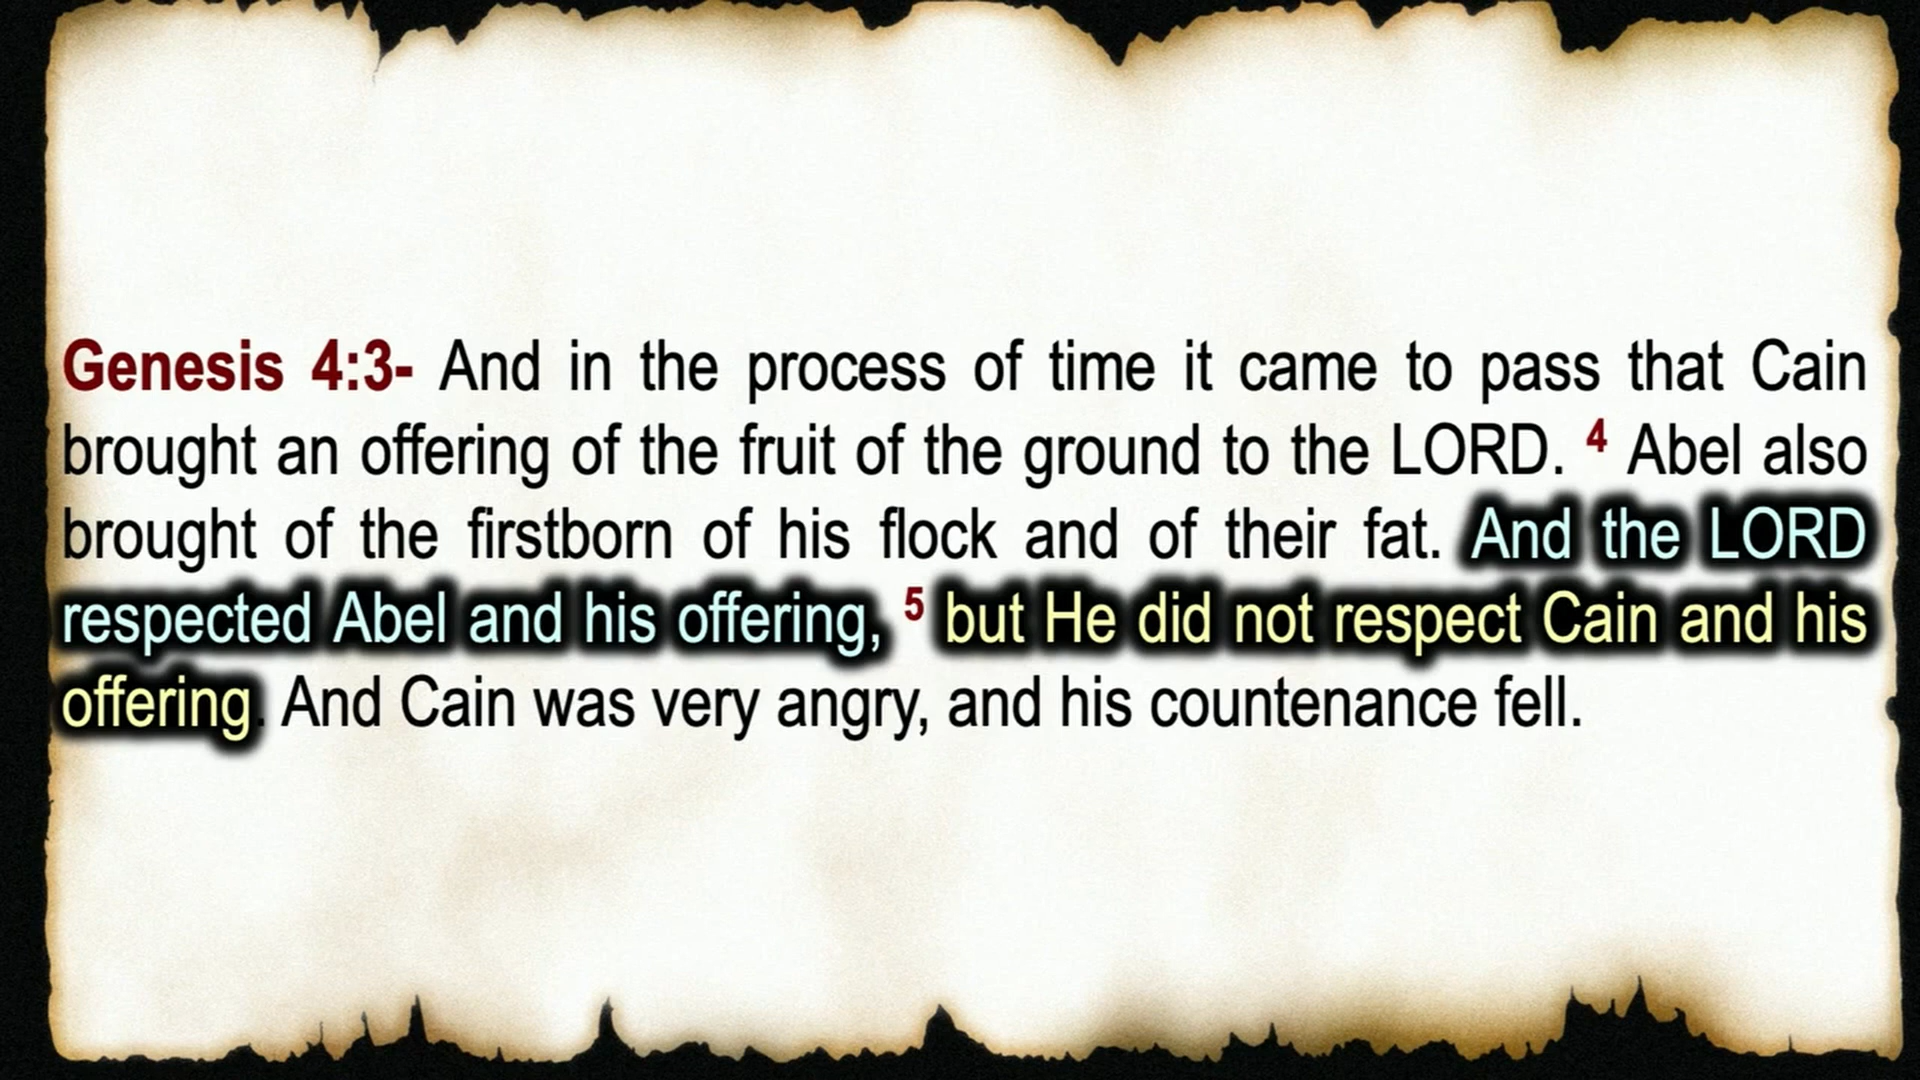 Genesis 4:3- And in the process of time it came to pass that Cain
brought an offering of the fruit of the ground to the LORD. 4 Abel also
brought of the firstborn of his flock and of their fat. And the LORD
respected Abel and his offering, 5 but He did not respect Cain and his
offering. And Cain was very angry, and his countenance fell.